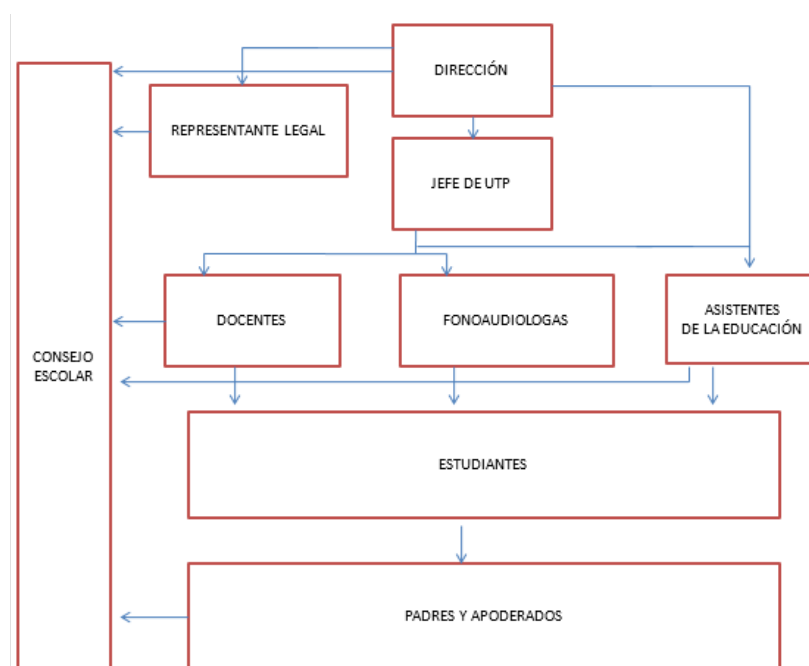 DIRECCIÓN
REPRESENTANTE LEGAL
JEFE DE UTP
DOCENTES
FONOAUDIOLOGAS
ASISTENTES
DE LA EDUCACIÓN
CONSEJO
ESCOLAR
ESTUDIANTES
PADRES Y APODERADOS